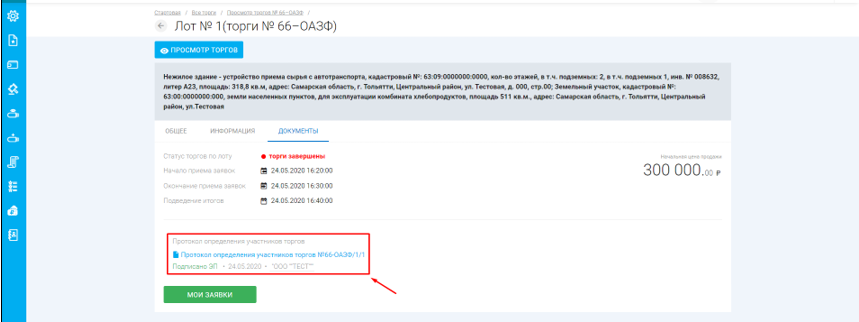 Стартовая / Все торги / Просмотр торгов № 66-ОАЗФ /
Лот № 1(торги № 66–ОАЗФ)
ПРОСМОТР ТОРГОВ
Нежилое здание - устройство приема сырья с автотранспорта, кадастровый №: 63:09:0000000:0000, кол-во этажей, в т.ч. подземных: 2, в т.ч. подземных 1, инв. № 008632,
литер А23, площадь: 318,8 кв.м, адрес: Самарская область, г. Тольятти, Центральный район, ул. Тестовая, д. 000, стр.00; Земельный участок, кадастровый №:
63:00:0000000:000, земли населенных пунктов, для эксплуатации комбината хлебопродуктов, площадь 511 кв.м., адрес: Самарская область, г. Тольятти, Центральный
район, ул.Тестовая
ОБЩЕЕ ИНФОРМАЦИЯ ДОКУМЕНТЫ
Статус торгов по лоту торги завершены
Начальная цена продажи
Начало приема заявок 24.05.2020 16:20:00
300 000.00 ₽
Окончание приема заявок 24.05.2020 16:30:00
Подведение итогов 24.05.2020 16:40:00
Протокол определения участников торгов
Протокол определения участников торгов №66-ОАЗФ/1/1
Подписано ЭП • 24.05.2020 • "ООО "ТЕСТ""
МОИ ЗАЯВКИ